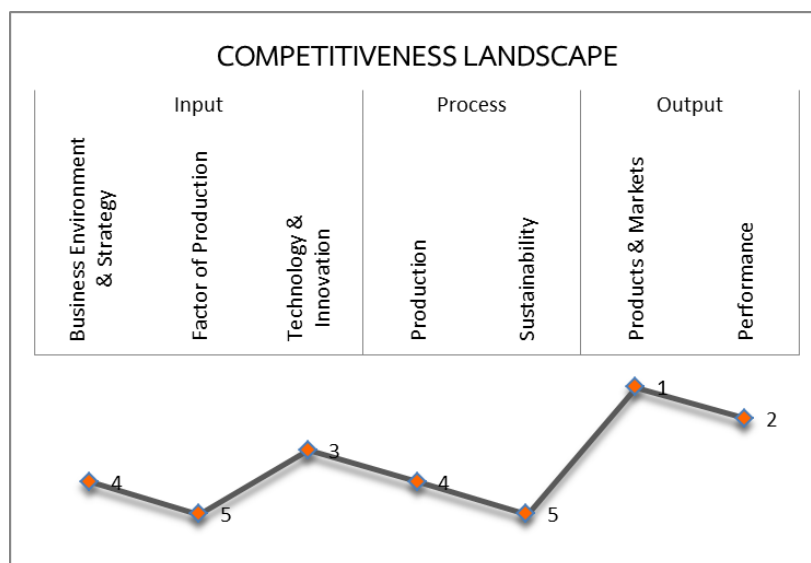 COMPETITIVENESS LANDSCAPE
Input
Process
Output
Business Environment
& Strategy
Factor of Production
Technology &
Innovation
Production
Sustainability
Products & Markets
Performance
4
5
3
4
5
1
2